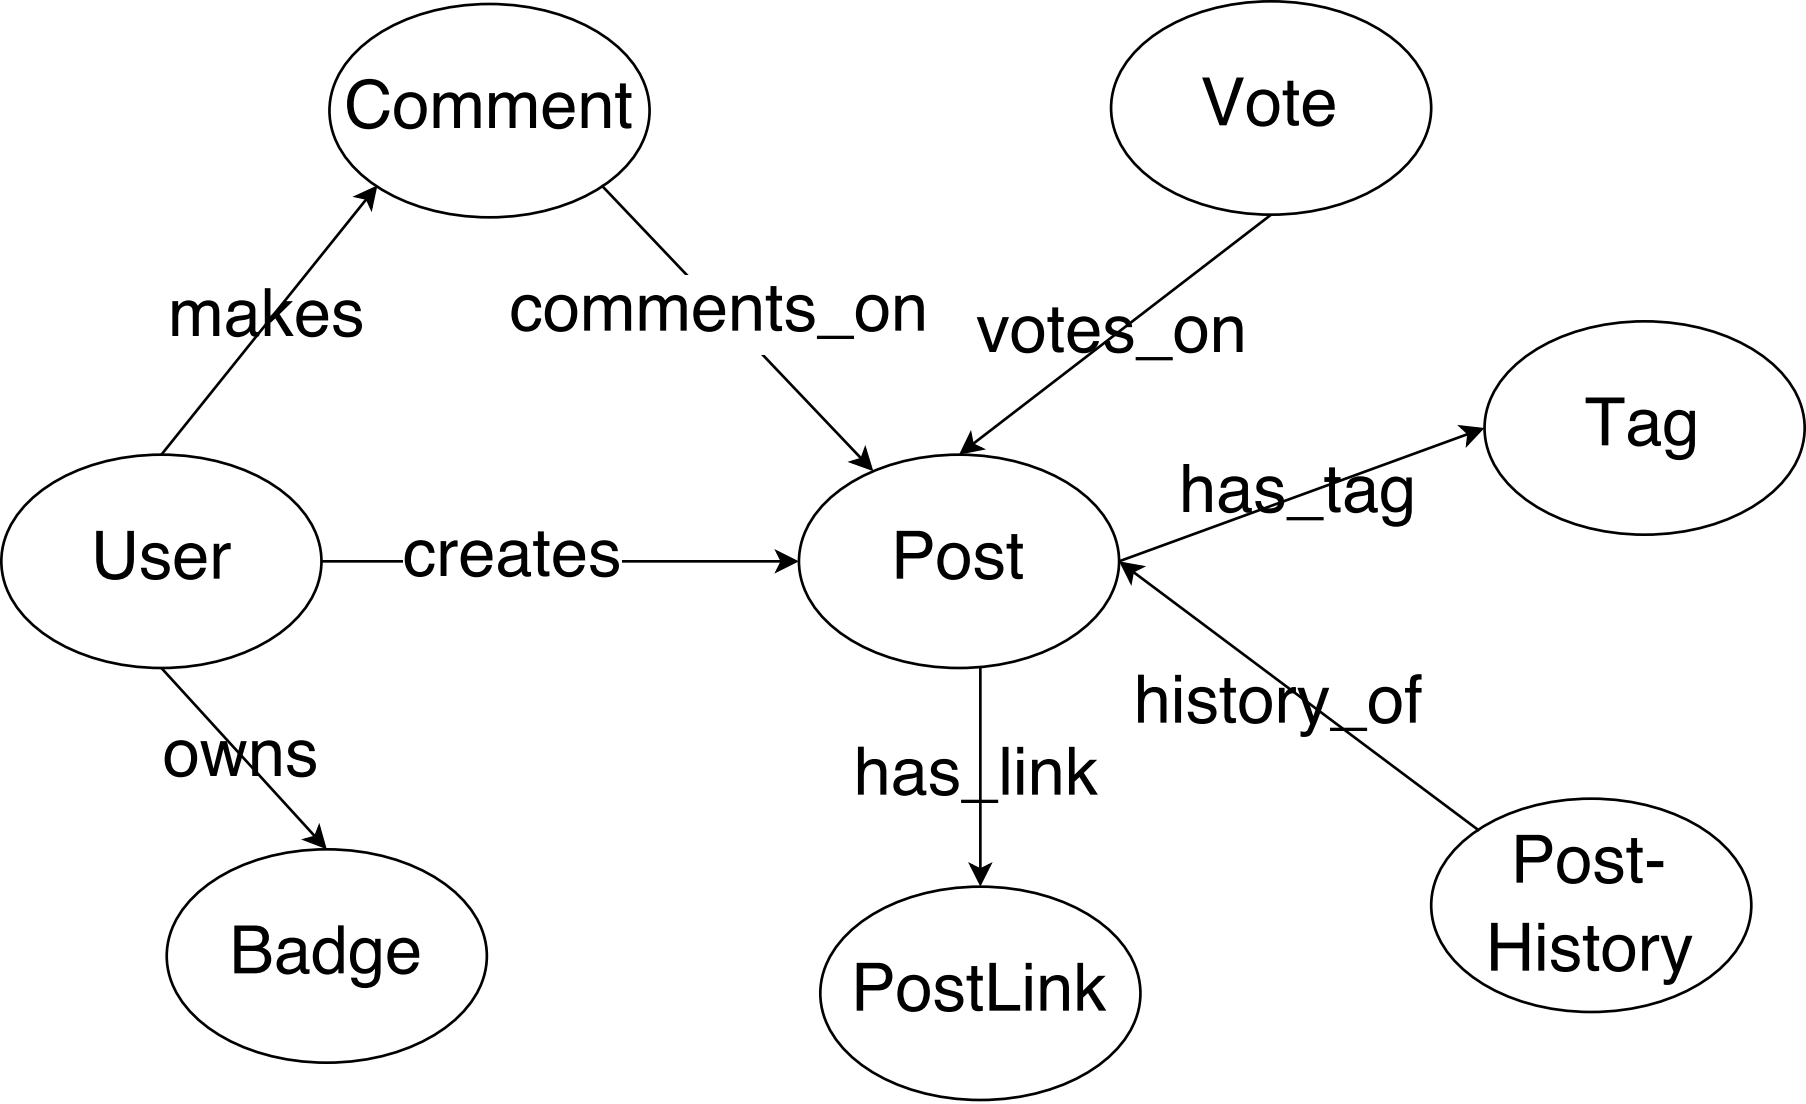 Comment
Vote
makes
comments_on
votes_on
Tag
has_tag
User
creates
Post
history_of
owns
has_link
Post-
History
Badge
PostLink